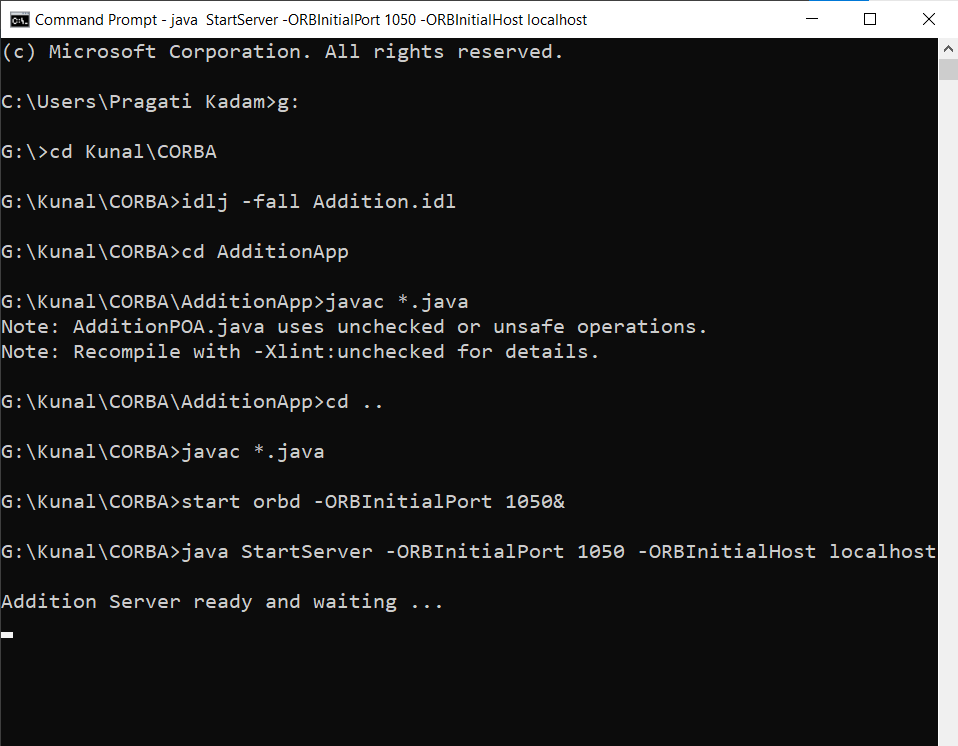 Command Prompt - java  StartServer -ORBInitialPort 1050 -ORBInitialHost localhost
(c) Microsoft Corporation. All rights reserved.
C:\Users\Pragati Kadam>g:
G:\>cd Kunal\CORBA
G:\Kunal\CORBA>idlj -fall Addition.idl
G:\Kunal\CORBA>cd AdditionApp
G:\Kunal\CORBA\AdditionApp>javac *.java
Note: AdditionPOA.java uses unchecked or unsafe operations.
Note: Recompile with -Xlint:unchecked for details.
G:\Kunal\CORBA\AdditionApp>cd ..
G:\Kunal\CORBA>javac *.java
G:\Kunal\CORBA>start orbd -ORBInitialPort 1050&
G:\Kunal\CORBA>java StartServer -ORBInitialPort 1050 -ORBInitialHost localhost
Addition Server ready and waiting ...